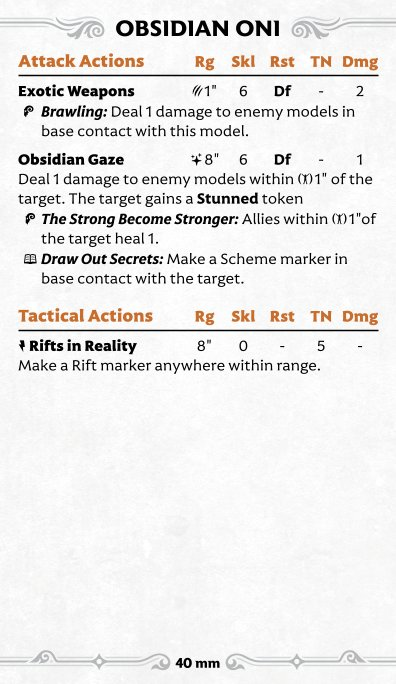 OBSIDIAN ONI
Attack Actions Rg Skl Rst TN Dmg
Exotic Weapons 1" 6 Df - 2
Brawling: Deal 1 damage to enemy models in
base contact with this model.
Obsidian Gaze 8" 6 Df - 1
Deal 1 damage to enemy models within 1" of the
target. The target gains a Stunned token
The Strong Become Stronger: Allies within 1"of
the target heal 1.
Draw Out Secrets: Make a Scheme marker in
base contact with the target.
Tactical Actions Rg Skl Rst TN Dmg
Rifts in Reality 8" 0 - 5 -
Make a Rift marker anywhere within range.
40 mm